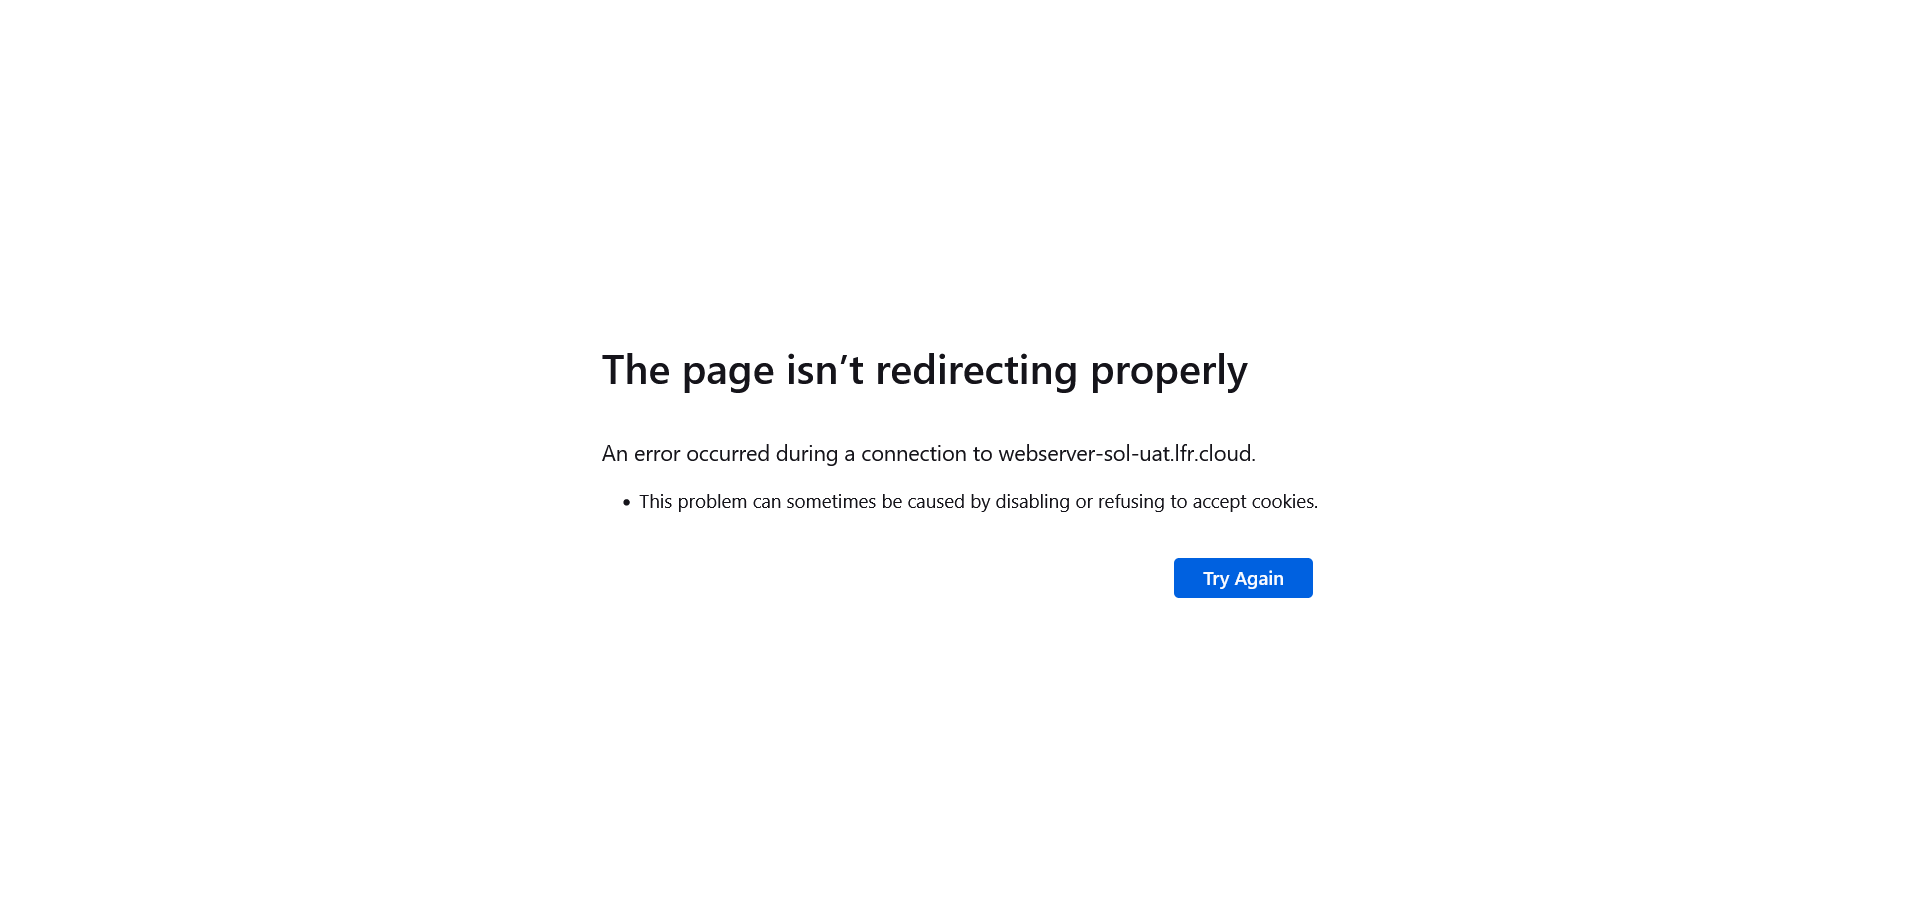 The page isn’t redirecting properly
An error occurred during a connection to webserver-sol-uat.lfr.cloud.
• This problem can sometimes be caused by disabling or refusing to accept cookies.
Try Again